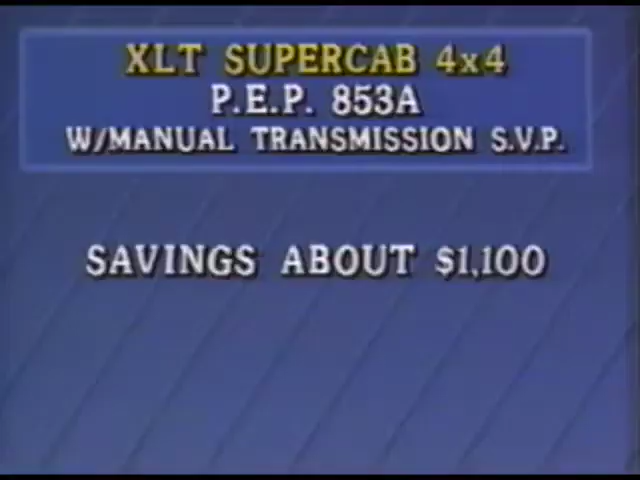 XLT SUPERCAB 4x4
P.E.P. 853A
W/MANUAL TRANSMISSION S.V.P.
SAVINGS ABOUT $1,100